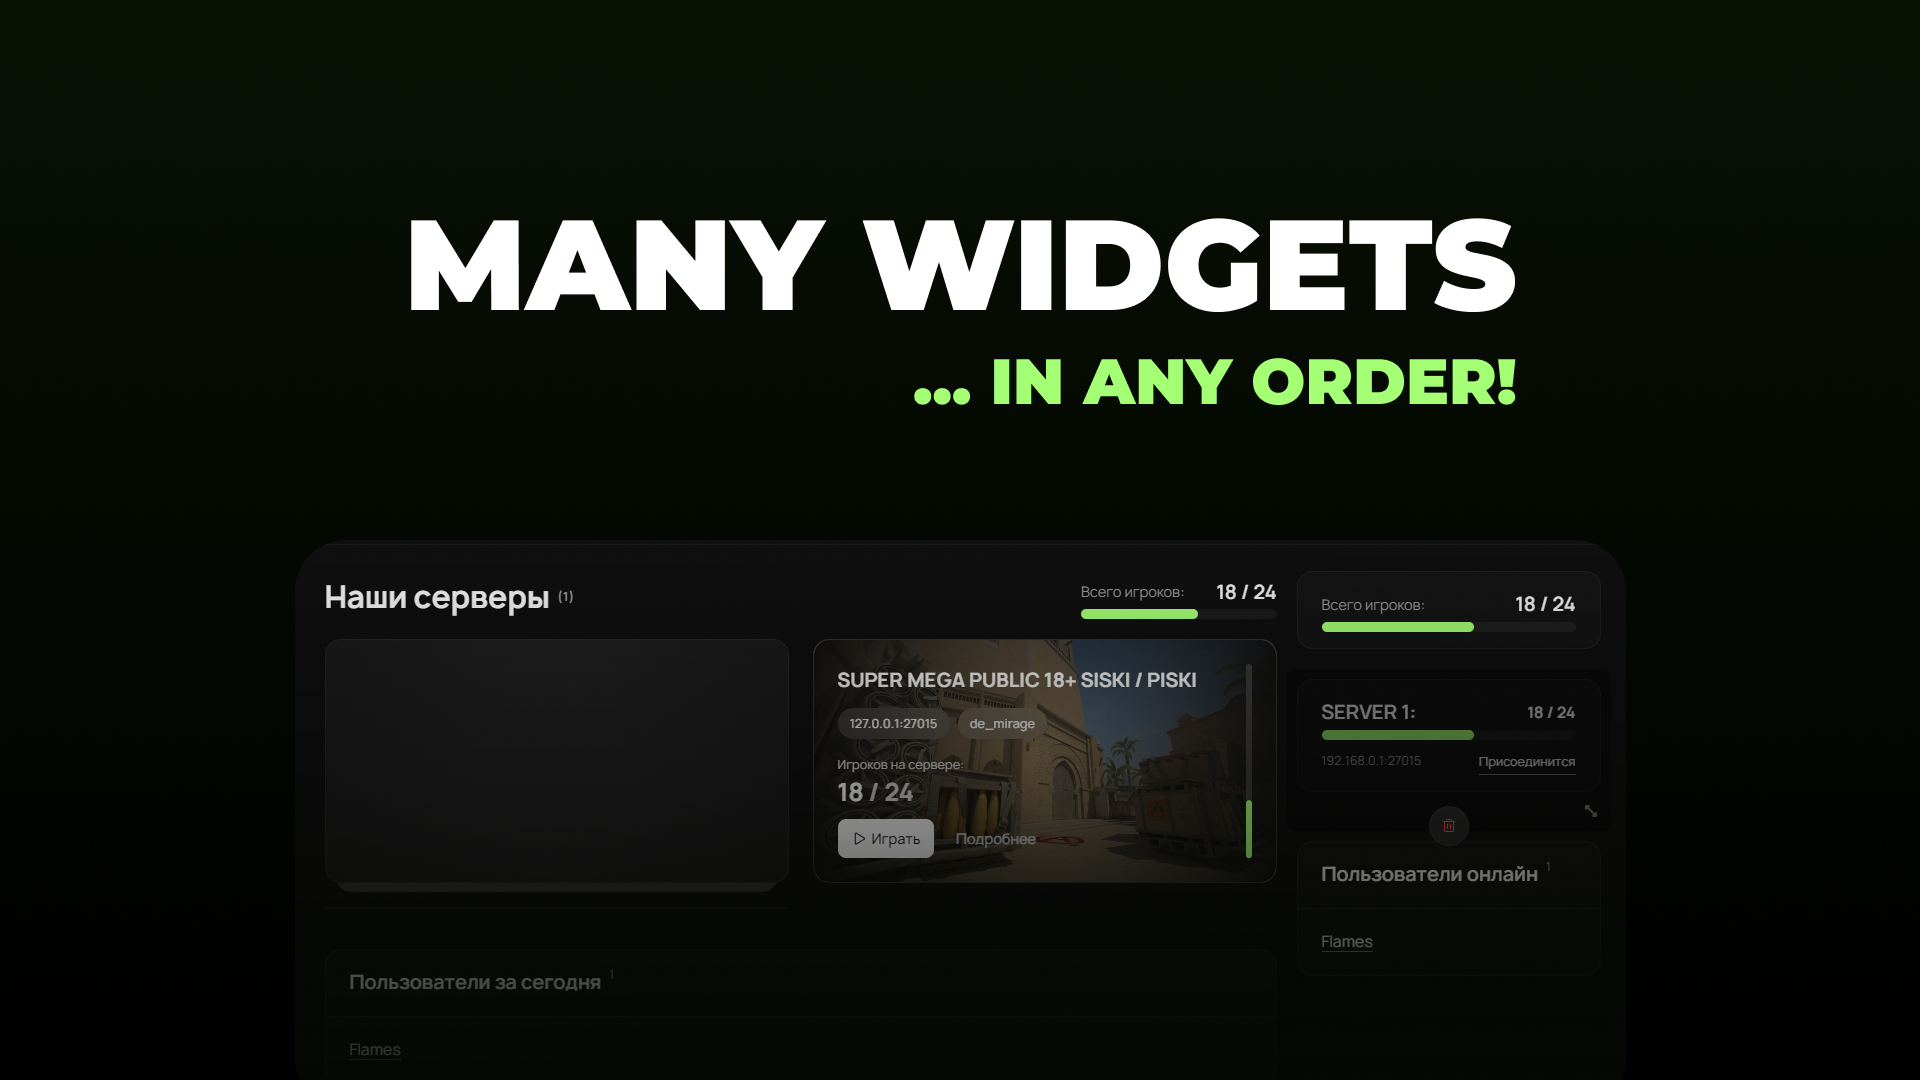 MANY WIDGETS
... IN ANY ORDER!
Наши серверы (1)
Всего игроков: 18 / 24
Всего игроков: 18 / 24
SUPER MEGA PUBLIC 18+ SISKI / PISKI
127.0.0.1:27015 de_mirage
Игроков на сервере:
18 / 24
Играть Подробнее
SERVER 1: 18 / 24
192.168.0.1:27015 Присоединится
Пользователи онлайн 1
Flames
Пользователи за сегодня 1
Flames